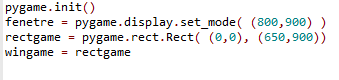 pygame.init()
fenetre = pygame.display.set_mode( (800,900) )
rectgame = pygame.rect.Rect( (0,0), (650,900))
wingame = rectgame